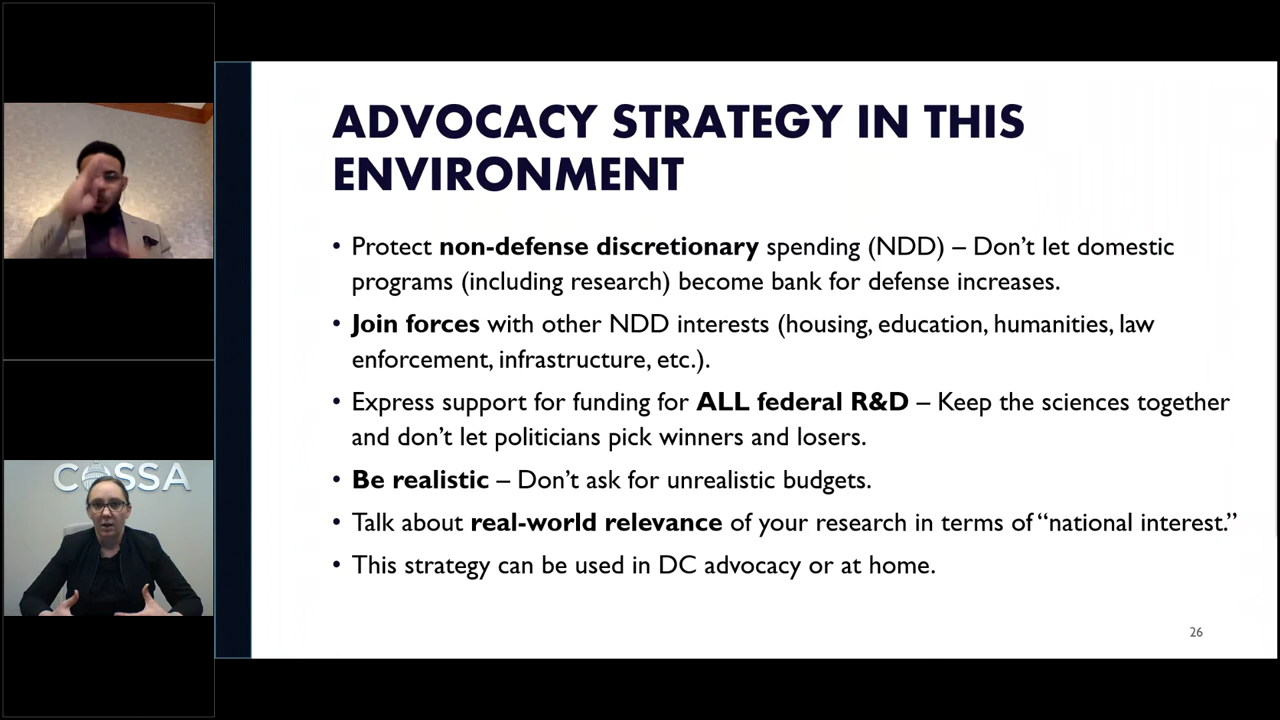 ADVOCACY STRATEGY IN THIS
ENVIRONMENT
• Protect non-defense discretionary spending (NDD) – Don’t let domestic
programs (including research) become bank for defense increases.
• Join forces with other NDD interests (housing, education, humanities, law
enforcement, infrastructure, etc.).
• Express support for funding for ALL federal R&D – Keep the sciences together
and don’t let politicians pick winners and losers.
• Be realistic – Don’t ask for unrealistic budgets.
• Talk about real-world relevance of your research in terms of “national interest.”
• This strategy can be used in DC advocacy or at home.
26
COSSA